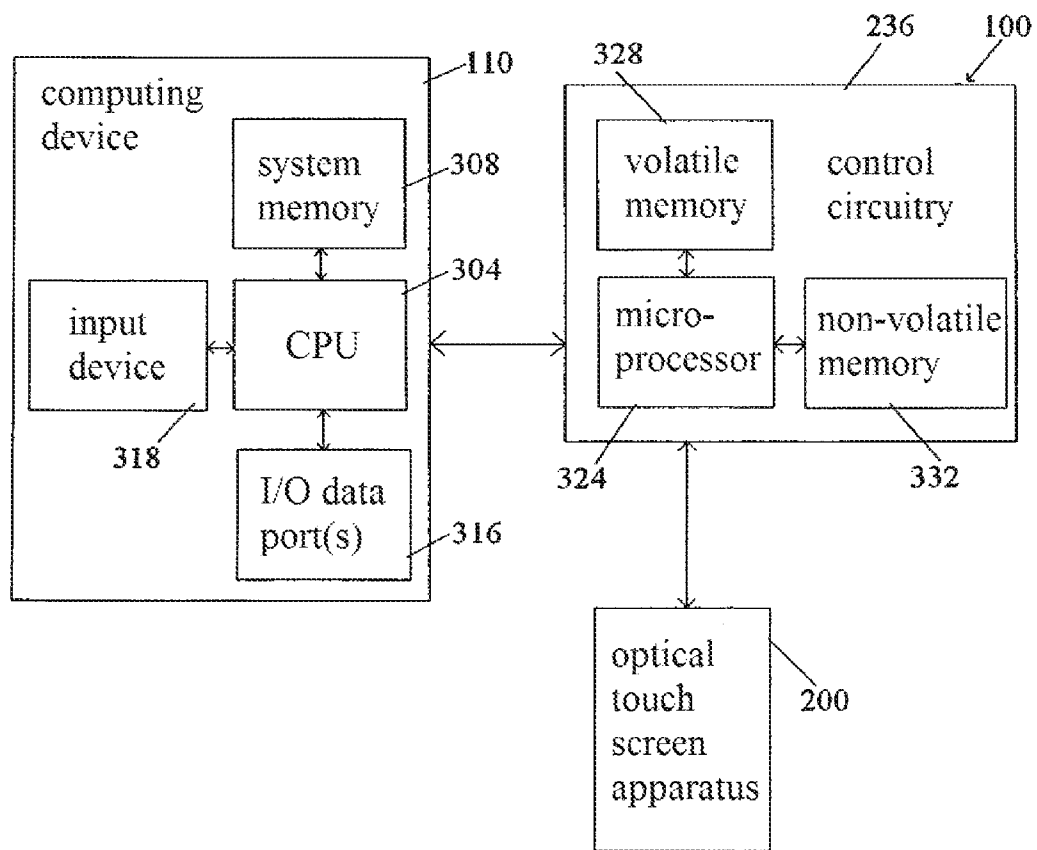 110
computing
device
system
memory
308
304
input
device
CPU
318
I/O data
port(s)
316
236
100
328
volatile
memory
control
circuitry
micro-
processor
non-volatile
memory
324
332
optical
touch
screen
apparatus
200